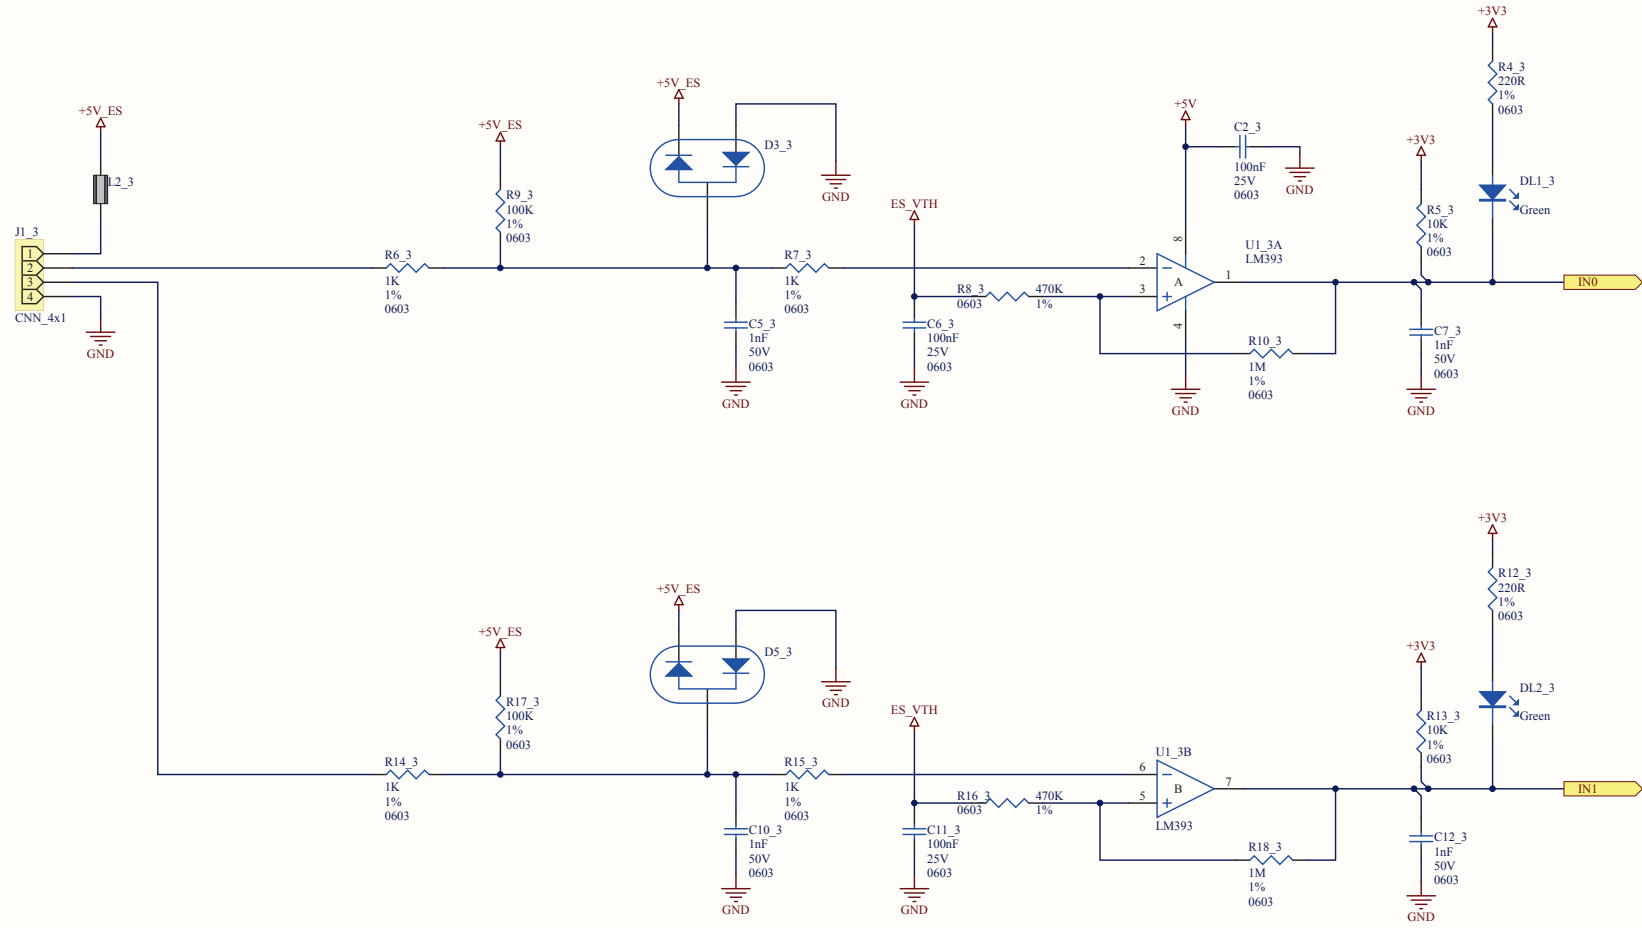 +3V3
R4_3
220R
1%
0603
+5V_ES
+5V_ES
+5V_ES
+5V
C2_3
100nF
25V
0603
GND
+3V3
D3_3
GND
L2_3
R9_3
100K
1%
0603
ES_VTH
DL1_3
Green
R5_3
10K
1%
0603
J1_3
1
2
3
4
CNN_4x1
GND
R6_3
1K
1%
0603
R7_3
1K
1%
0603
8
U1_3A
LM393
2
3
A
1
4
IN0
R8_3
0603
470K
1%
C5_3
1nF
50V
0603
GND
C6_3
100nF
25V
0603
GND
R10_3
1M
1%
0603
GND
C7_3
1nF
50V
0603
GND
+3V3
R12_3
220R
1%
0603
+5V_ES
+5V_ES
D5_3
GND
+3V3
R17_3
100K
1%
0603
ES_VTH
DL2_3
Green
R13_3
10K
1%
0603
R14_3
1K
1%
0603
R15_3
1K
1%
0603
U1_3B
6
5
B
7
LM393
IN1
R16_3
0603
470K
1%
C10_3
1nF
50V
0603
GND
C11_3
100nF
25V
0603
GND
R18_3
1M
1%
0603
C12_3
1nF
50V
0603
GND